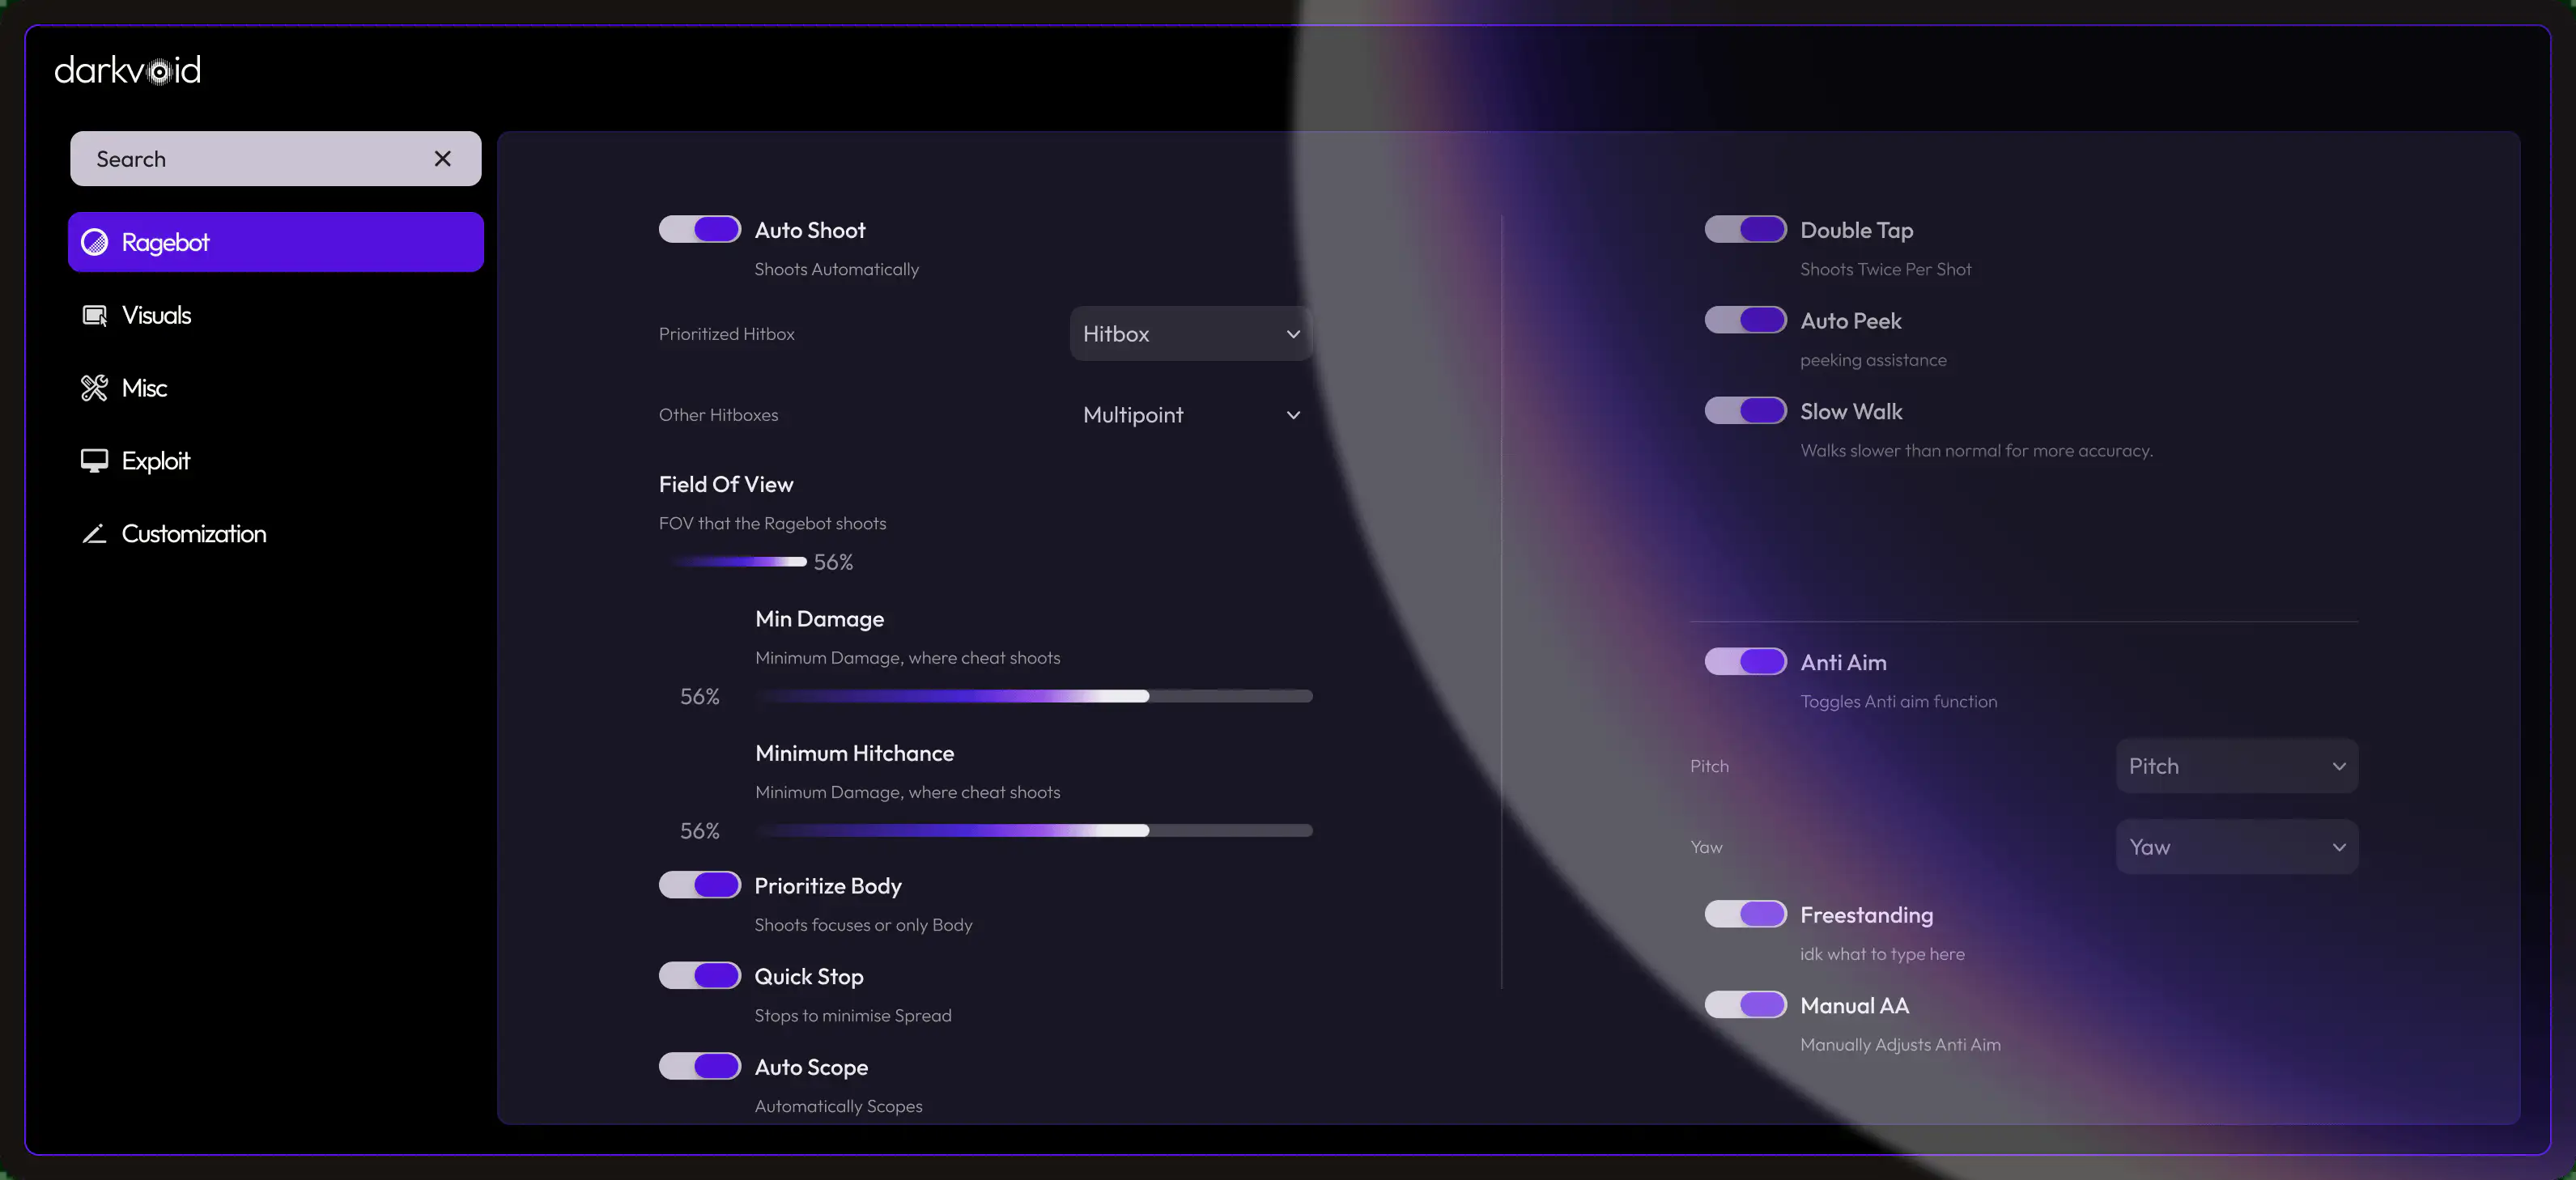 darkvoid
Search
Ragebot
Visuals
Misc
Exploit
Customization
Auto Shoot
Shoots Automatically
Prioritized Hitbox
Hitbox
Other Hitboxes
Multipoint
Field Of View
FOV that the Ragebot shoots
56%
Min Damage
Minimum Damage, where cheat shoots
56%
Minimum Hitchance
Minimum Damage, where cheat shoots
56%
Prioritize Body
Shoots focuses or only Body
Quick Stop
Stops to minimise Spread
Auto Scope
Automatically Scopes
Double Tap
Shoots Twice Per Shot
Auto Peek
peeking assistance
Slow Walk
Walks slower than normal for more accuracy.
Anti Aim
Toggles Anti aim function
Pitch
Pitch
Yaw
Yaw
Freestanding
idk what to type here
Manual AA
Manually Adjusts Anti Aim